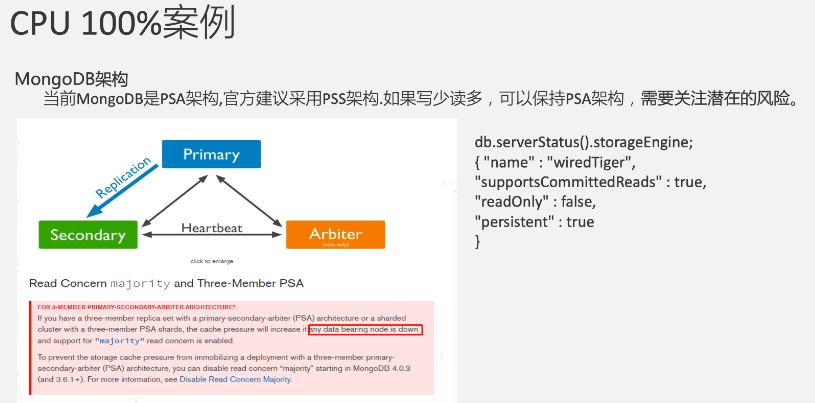 CPU 100%案例
MongoDB架构
当前MongoDB是PSA架构,官方建议采用PSS架构.如果写少读多，可以保持PSA架构，需要关注潜在的风险。
Primary
Replication
Secondary
Heartbeat
Arbiter
(vote only)
click to enlarge
Read Concern majority and Three-Member PSA
FOR 3-MEMBER PRIMARY-SECONDARY-ARBITER ARCHITECTURE":
If you have a three-member replica set with a primary-secondary-arbiter (PSA) architecture or a sharded
cluster with a three-member PSA shards, the cache pressure will increase if any data bearing node is down
and support for "majority" read concern is enabled.
To prevent the storage cache pressure from immobilizing a deployment with a three-member primary-
secondary-arbiter (PSA) architecture, you can disable read concern “majority” starting in MongoDB 4.0.3
(and 3.6.1+). For more information, see Disable Read Concern Majority.
db.serverStatus().storageEngine;
{ "name" : "wiredTiger",
"supportsCommittedReads" : true,
"readOnly" : false,
"persistent" : true
}